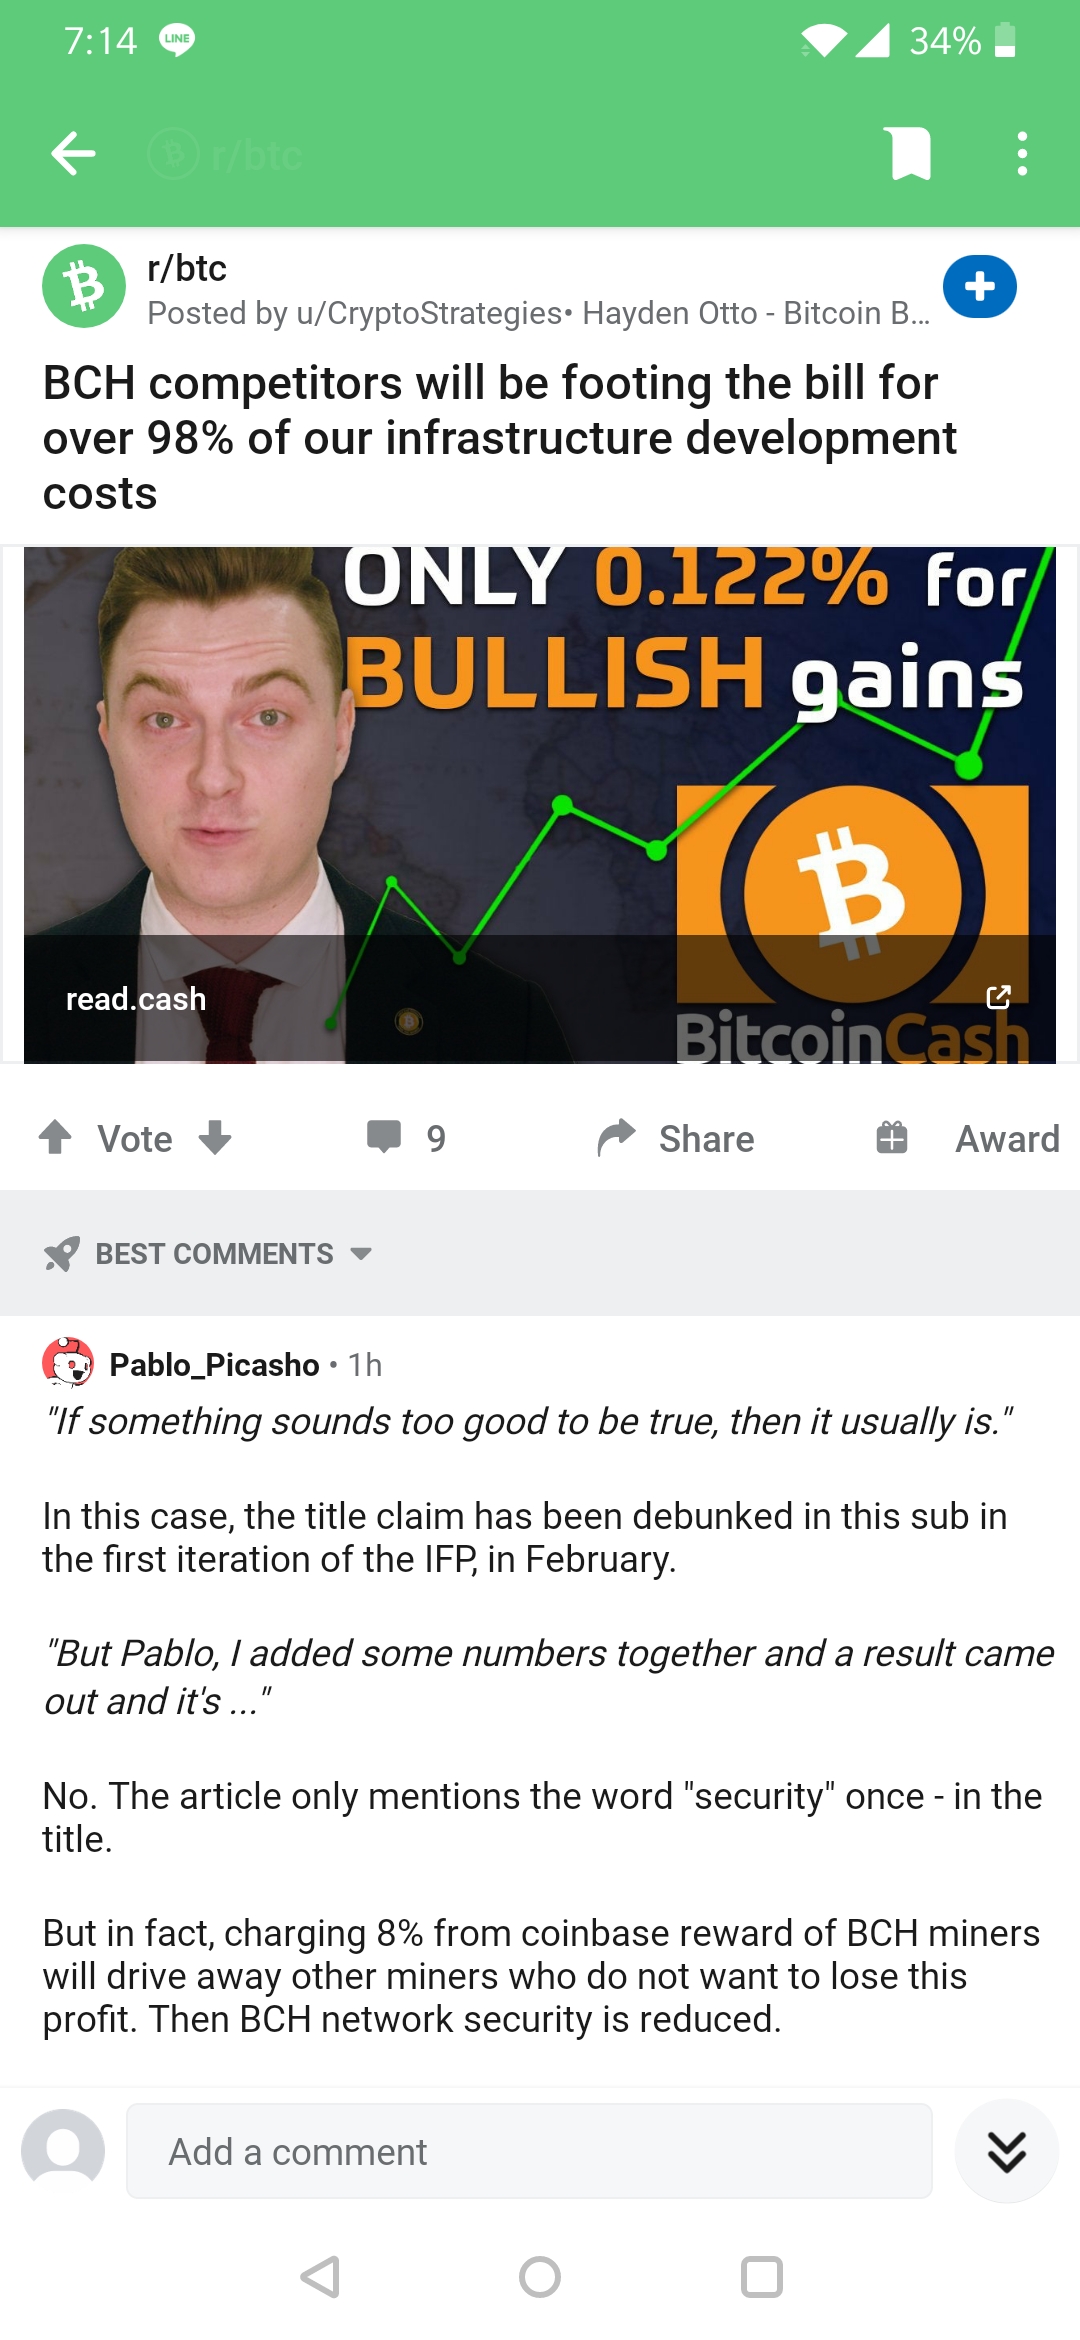 7:14 LINE 34%
r/btc
r/btc
Posted by u/CryptoStrategies• Hayden Otto - Bitcoin B...
BCH competitors will be footing the bill for
over 98% of our infrastructure development
costs
ONLY 0.122% for
BULLISH gains
read.cash
BitcoinCash
Vote 9 Share Award
BEST COMMENTS
Pablo_Picasho • 1h
"If something sounds too good to be true, then it usually is."
In this case, the title claim has been debunked in this sub in
the first iteration of the IFP, in February.
"But Pablo, I added some numbers together and a result came
out and it's ..."
No. The article only mentions the word "security" once - in the
title.
But in fact, charging 8% from coinbase reward of BCH miners
will drive away other miners who do not want to lose this
profit. Then BCH network security is reduced.
Add a comment